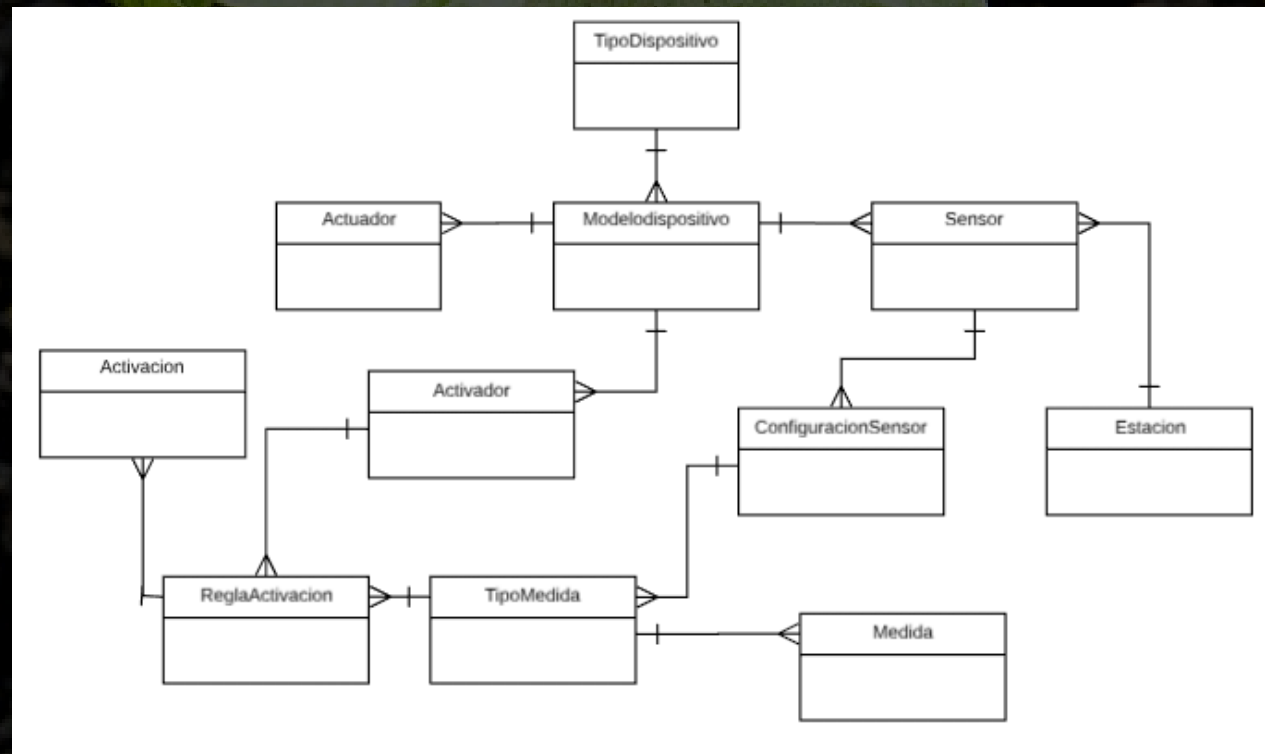 TipoDispositivo
Actuador
Modelodispositivo
Sensor
Activacion
Activador
ConfiguracionSensor
Estacion
ReglaActivacion
TipoMedida
Medida